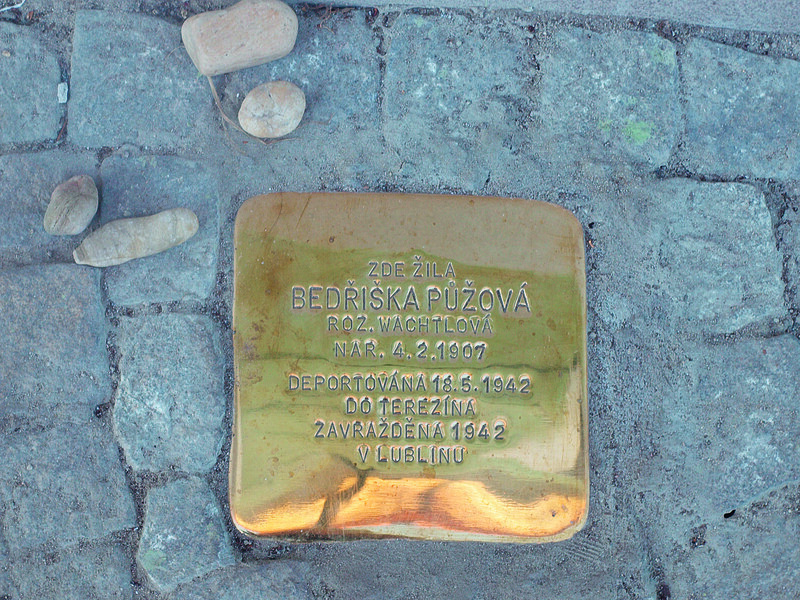 ZDE ŽILA
BEDŘIŠKA PŮŽOVÁ
ROZ. WACHTLOVÁ
NAR. 4.2.1907
DEPORTOVÁNA 18.5.1942
DO TEREZÍNA
ZAVRAŽDĚNA 1942
V LUBLINU